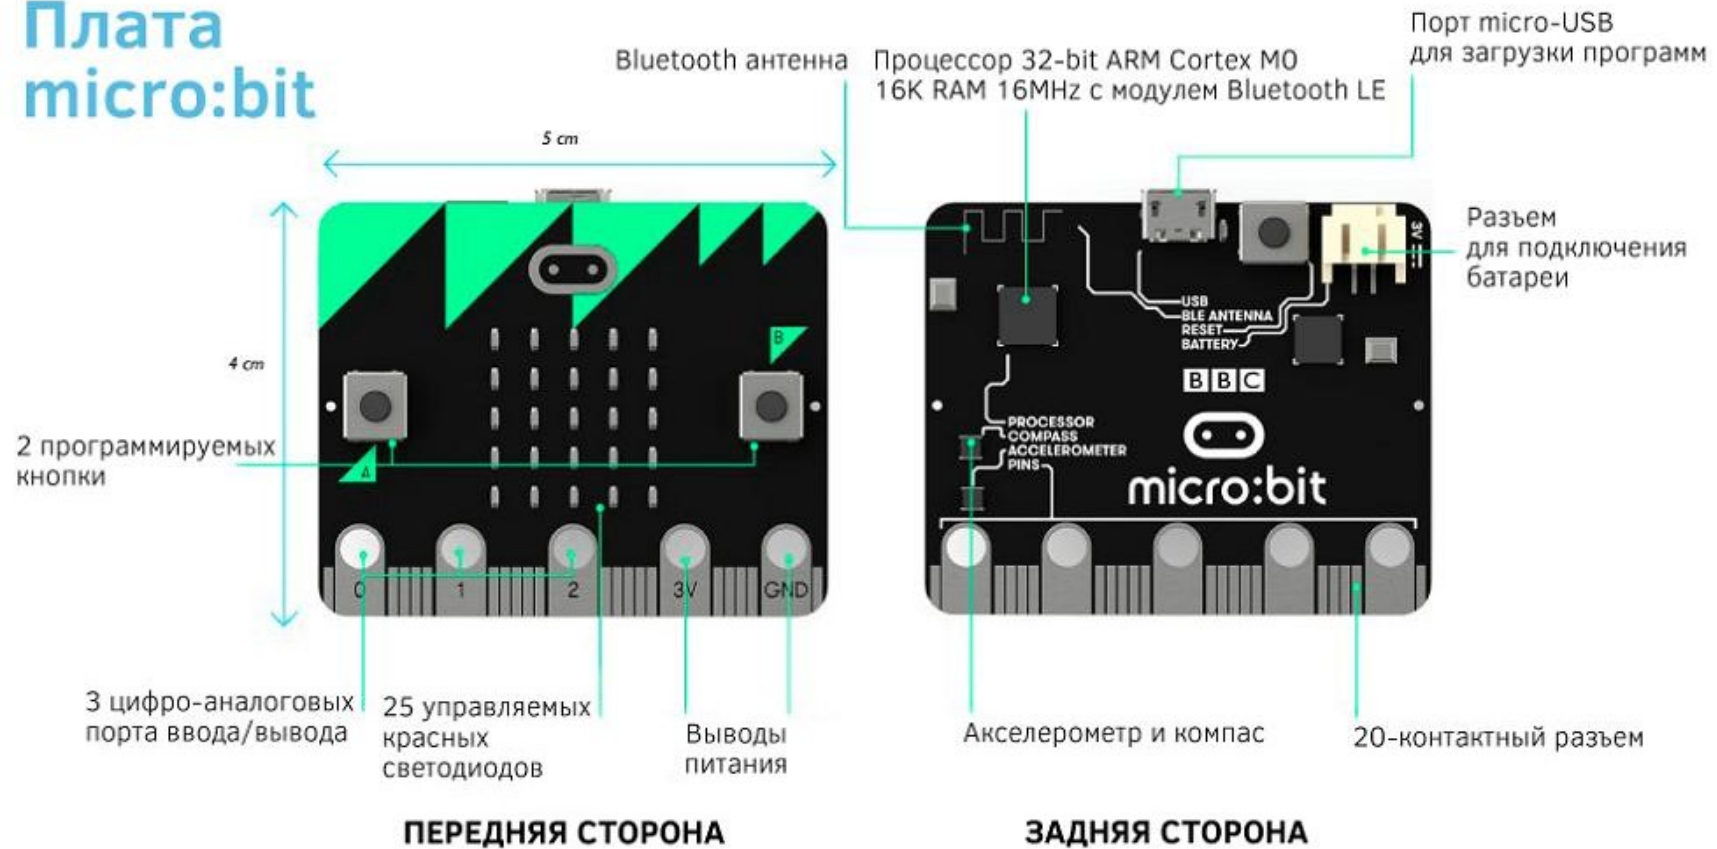 Плата
micro:bit
Bluetooth антенна
Процессор 32-bit ARM Cortex M0
16K RAM 16MHz с модулем Bluetooth LE
Порт micro-USB
для загрузки программ
5 cm
4 cm
Разъем
для подключения
батареи
3V
B
A
2 программируемых
кнопки
USB
BLE ANTENNA
RESET
BATTERY
BBC
PROCESSOR
COMPASS
ACCELEROMETER
PINS
micro:bit
0 1 2 3V GND
3 цифро-аналоговых
порта ввода/вывода
25 управляемых
красных
светодиодов
Выводы
питания
Акселерометр и компас
20-контактный разъем
ПЕРЕДНЯЯ СТОРОНА
ЗАДНЯЯ СТОРОНА